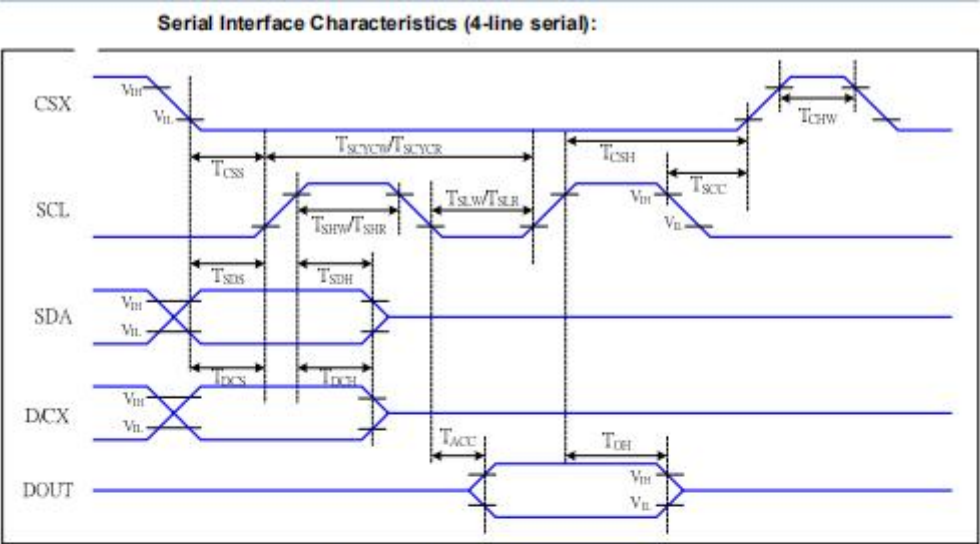 Serial Interface Characteristics (4-line serial):
CSX
VIH
VIL
TCHW
TSCYCW/TSCYCR
TCSS
TCSH
TSCC
SCL
TSLW/TSLR
VIH
TSHW/TSHR
VIL
TSDS
TSDH
SDA
VIH
VIL
TDCS
TDCH
D/CX
VIH
VIL
TACC
TOH
DOUT
VIH
VIL